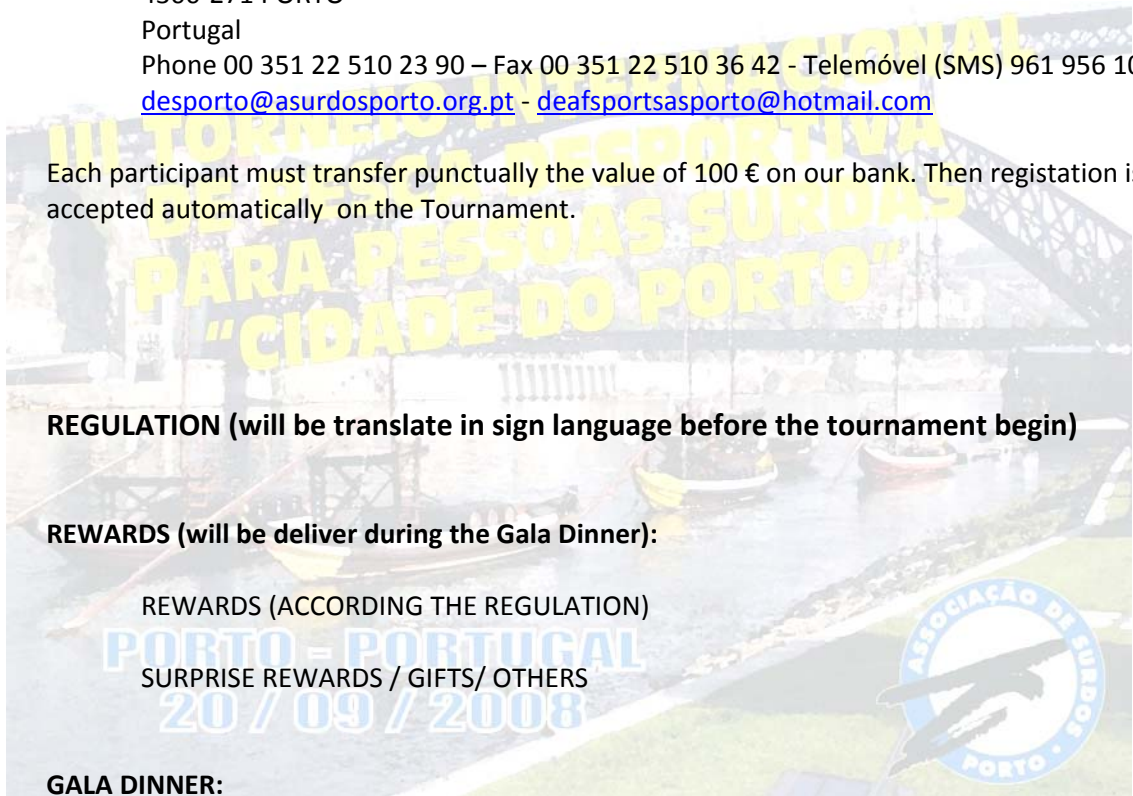 4300-271 PORTO
Portugal
Phone 00 351 22 510 23 90 – Fax 00 351 22 510 36 42 - Telemóvel (SMS) 961 956 10
desporto@asurdosporto.org.pt - deafsportsasporto@hotmail.com
III TORNEIO INTERNACIONAL
DE PESCA DESPORTIVA
PARA PESSOAS SURDAS
"CIDADE DO PORTO"
Each participant must transfer punctually the value of 100 € on our bank. Then registation is
accepted automatically on the Tournament.
REGULATION (will be translate in sign language before the tournament begin)
REWARDS (will be deliver during the Gala Dinner):
REWARDS (ACCORDING THE REGULATION)
PORTO - PORTUGAL
SURPRISE REWARDS / GIFTS/ OTHERS
20 / 09 / 2008
ASSOCIAÇÃO DE SURDOS
PORTO
GALA DINNER: